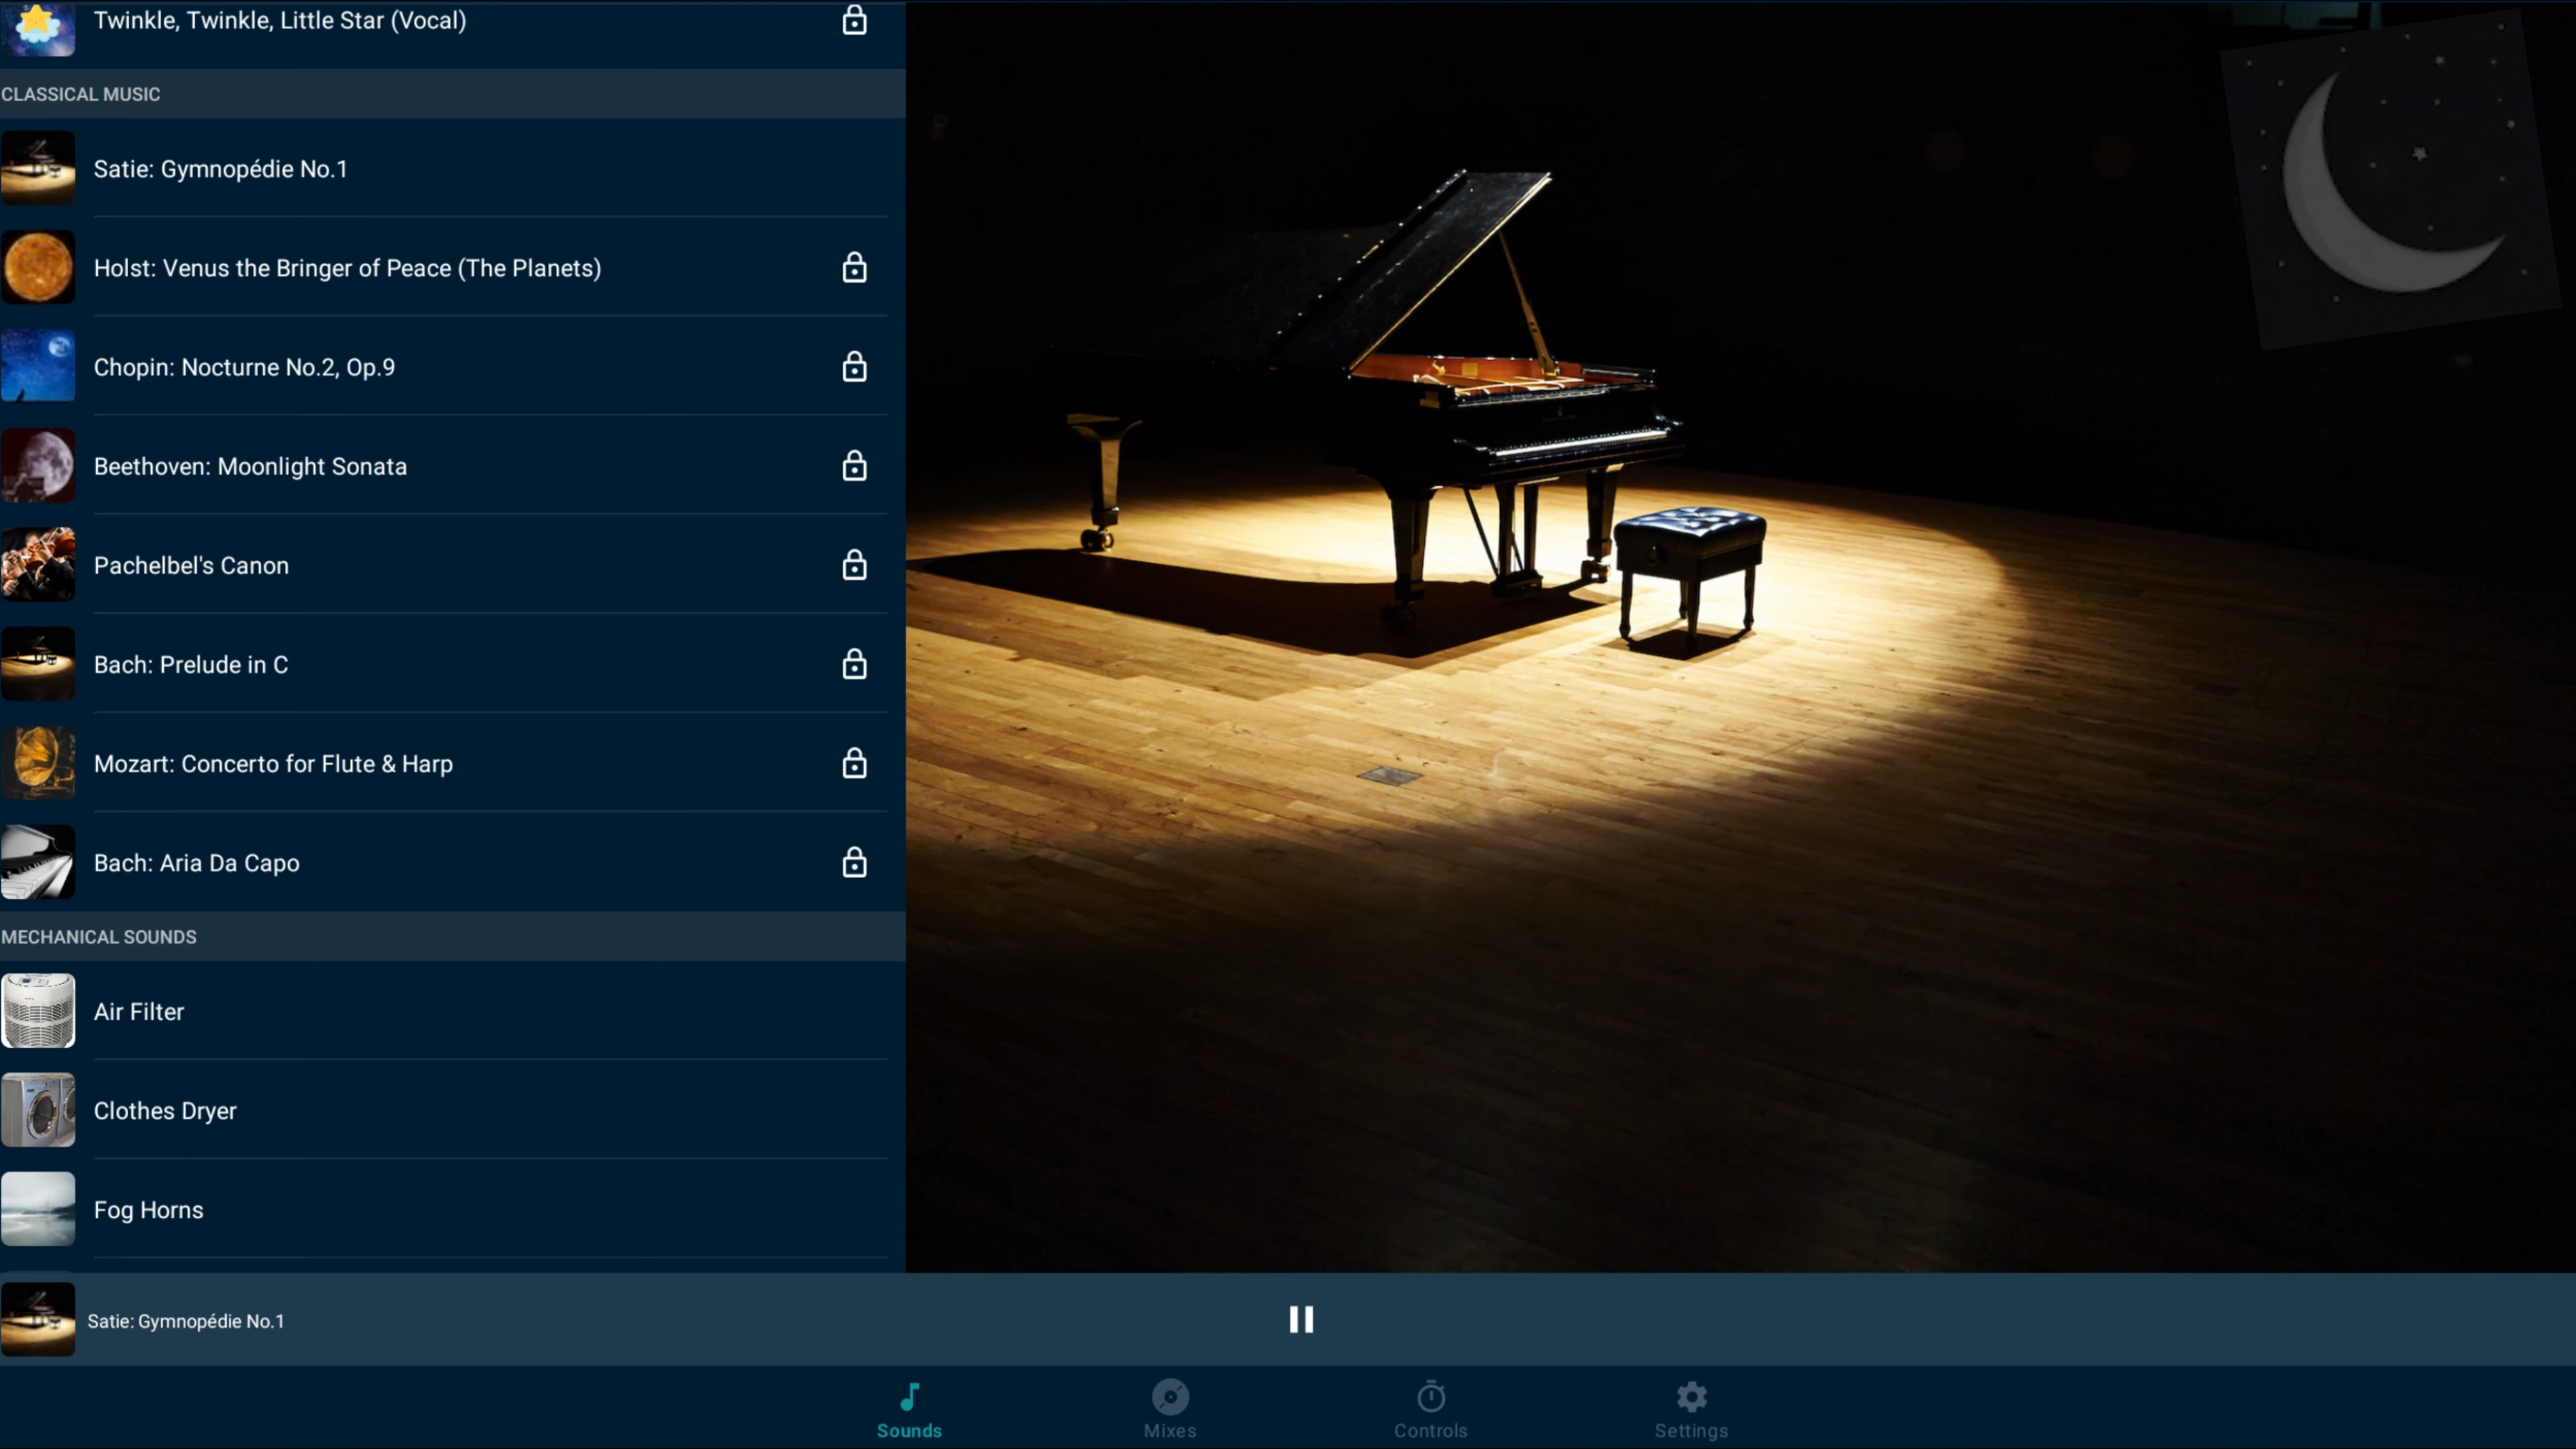 Twinkle, Twinkle, Little Star (Vocal)
CLASSICAL MUSIC
Satie: Gymnopédie No.1
Holst: Venus the Bringer of Peace (The Planets)
Chopin: Nocturne No.2, Op.9
Beethoven: Moonlight Sonata
Pachelbel's Canon
Bach: Prelude in C
Mozart: Concerto for Flute & Harp
Bach: Aria Da Capo
MECHANICAL SOUNDS
Air Filter
Clothes Dryer
Fog Horns
Satie: Gymnopédie No.1
Sounds
Mixes
Controls
Settings